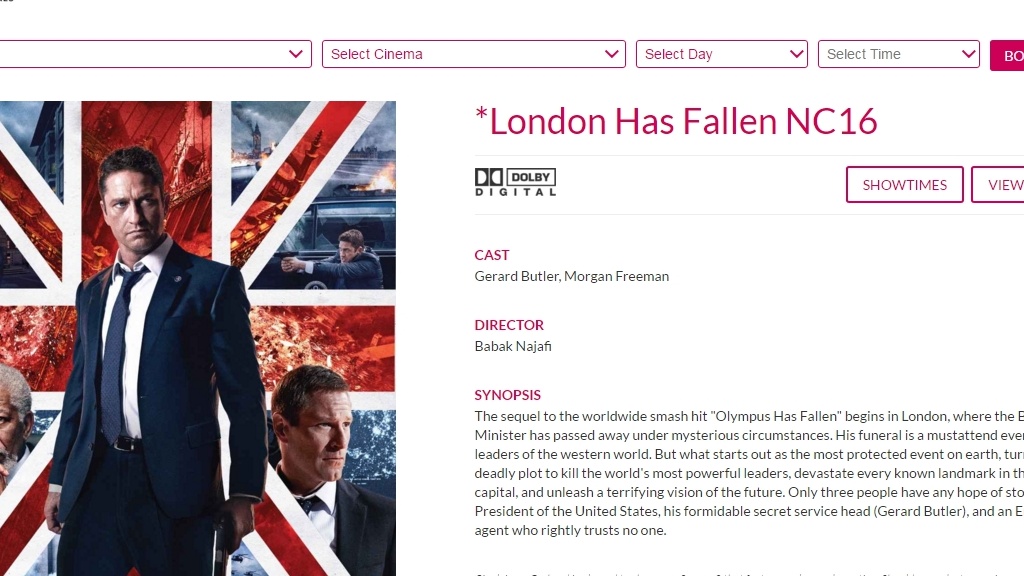 Select Cinema
Select Day
Select Time
BO
*London Has Fallen NC16
DOLBY
DIGITAL
SHOWTIMES
VIEW
CAST
Gerard Butler, Morgan Freeman
DIRECTOR
Babak Najafi
SYNOPSIS
The sequel to the worldwide smash hit "Olympus Has Fallen" begins in London, where the B
Minister has passed away under mysterious circumstances. His funeral is a mustattend eve
leaders of the western world. But what starts out as the most protected event on earth, tur
deadly plot to kill the world's most powerful leaders, devastate every known landmark in th
capital, and unleash a terrifying vision of the future. Only three people have any hope of sto
President of the United States, his formidable secret service head (Gerard Butler), and an E
agent who rightly trusts no one.